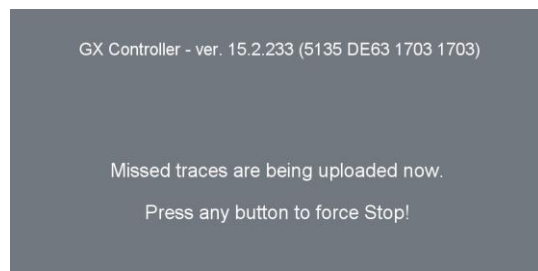 GX Controller - ver. 15.2.233 (5135 DE63 1703 1703)
Missed traces are being uploaded now.
Press any button to force Stop!